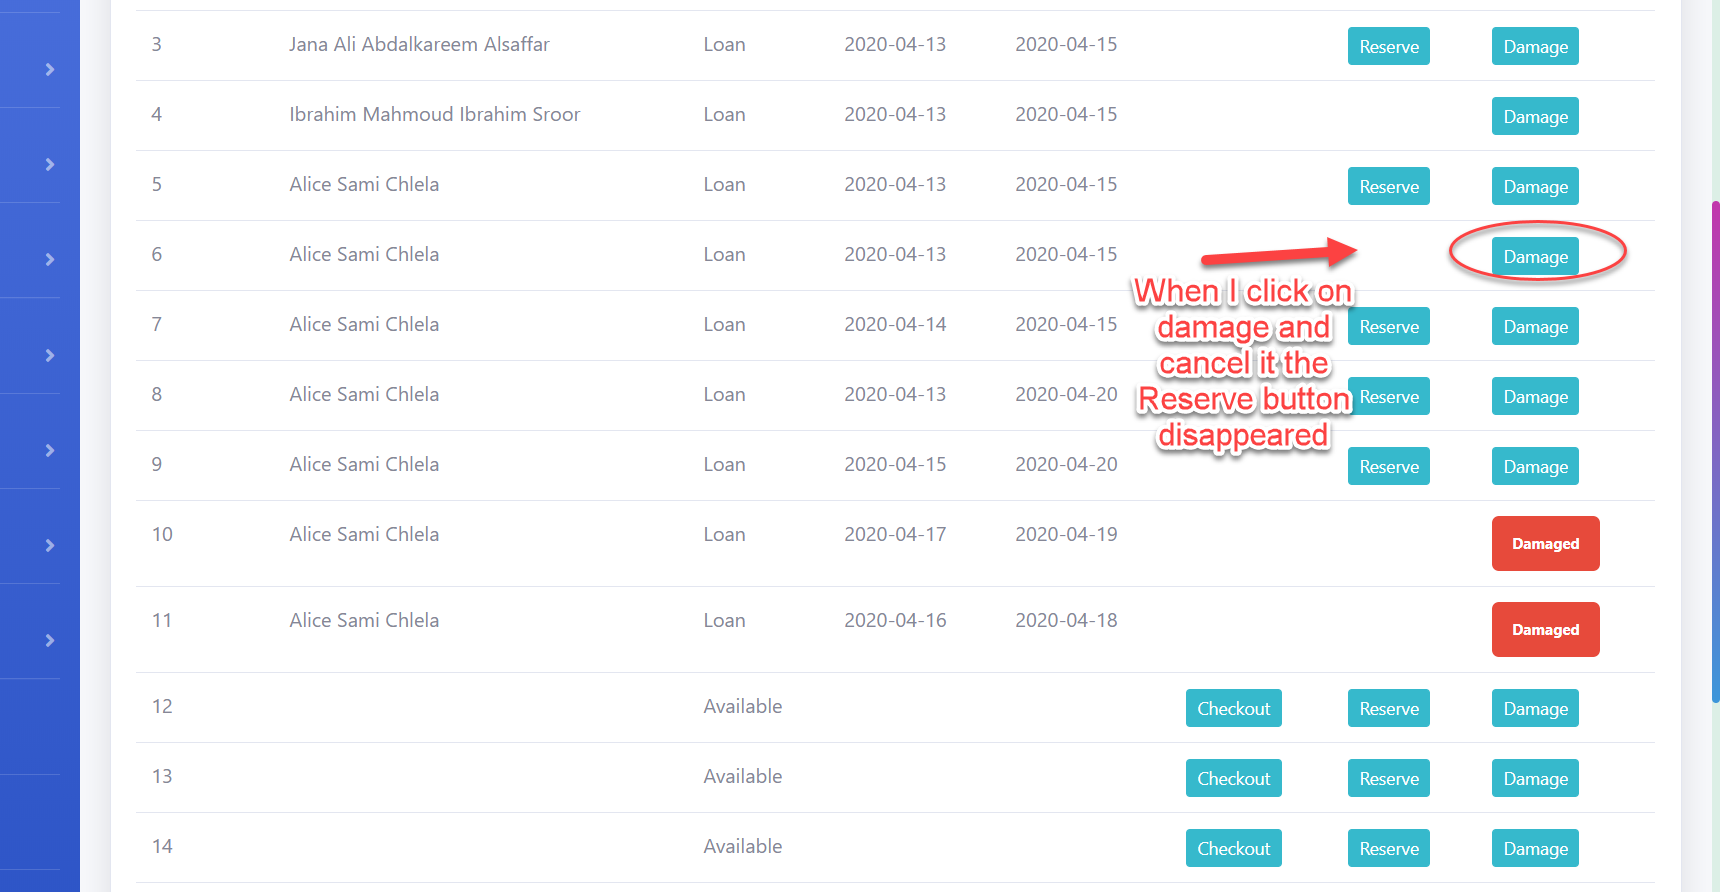 3 Jana Ali Abdalkareem Alsaffar Loan 2020-04-13 2020-04-15 Reserve Damage
4 Ibrahim Mahmoud Ibrahim Sroor Loan 2020-04-13 2020-04-15 Damage
5 Alice Sami Chlela Loan 2020-04-13 2020-04-15 Reserve Damage
6 Alice Sami Chlela Loan 2020-04-13 2020-04-15 Damage
When I click on
damage and
cancel it the
Reserve button
disappeared
7 Alice Sami Chlela Loan 2020-04-14 2020-04-15 Reserve Damage
8 Alice Sami Chlela Loan 2020-04-13 2020-04-20 Reserve Damage
9 Alice Sami Chlela Loan 2020-04-15 2020-04-20 Reserve Damage
10 Alice Sami Chlela Loan 2020-04-17 2020-04-19 Damaged
11 Alice Sami Chlela Loan 2020-04-16 2020-04-18 Damaged
12 Available Checkout Reserve Damage
13 Available Checkout Reserve Damage
14 Available Checkout Reserve Damage